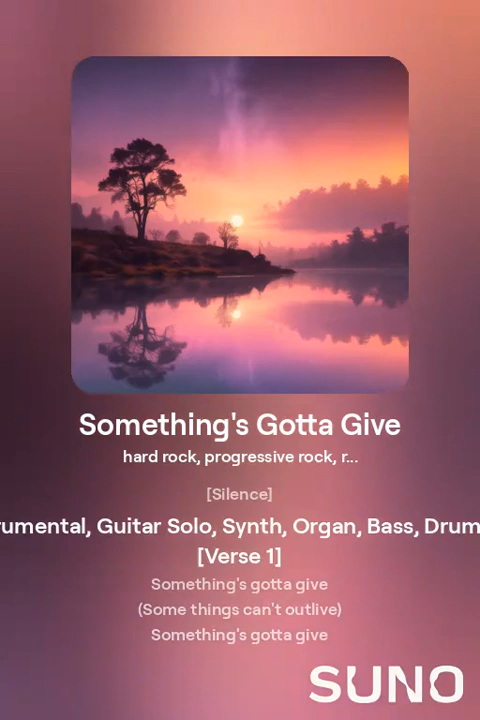 Something's Gotta Give
hard rock, progressive rock, r...
[Silence]
rumental, Guitar Solo, Synth, Organ, Bass, Drum
[Verse 1]
Something's gotta give
(Some things can't outlive)
Something's gotta give
SUNO